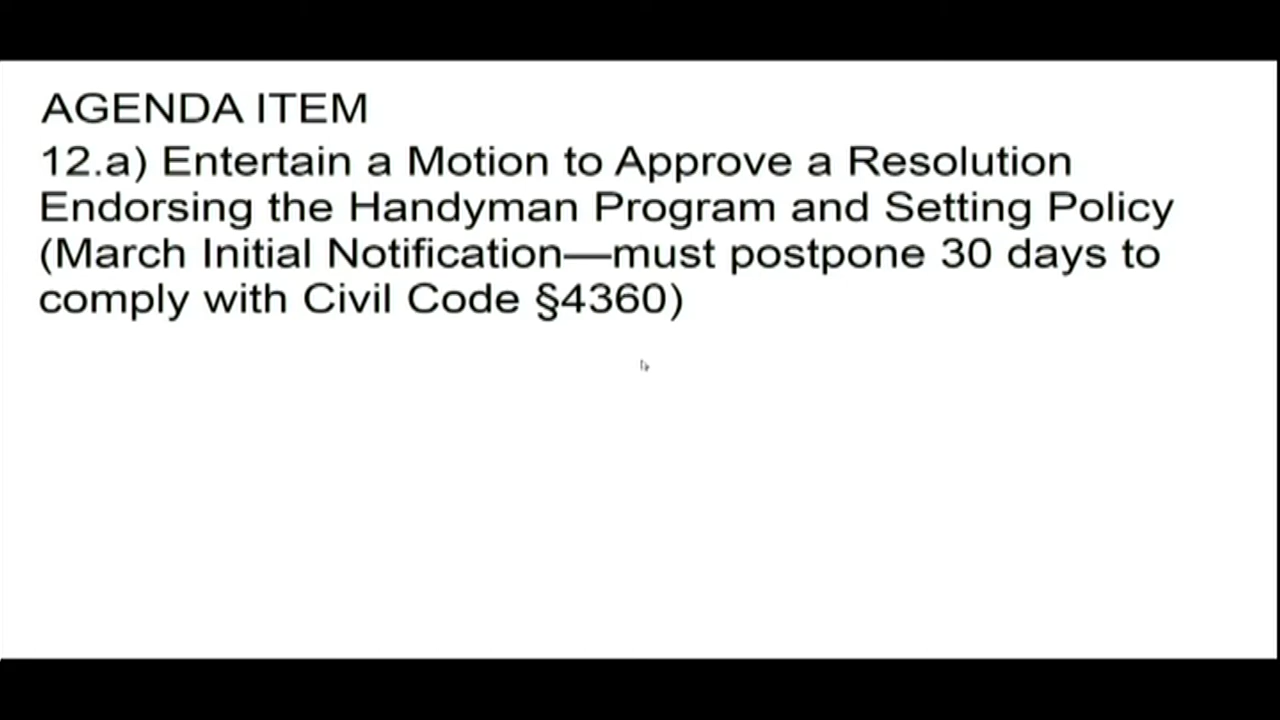 AGENDA ITEM
12.a) Entertain a Motion to Approve a Resolution
Endorsing the Handyman Program and Setting Policy
(March Initial Notification—must postpone 30 days to
comply with Civil Code §4360)